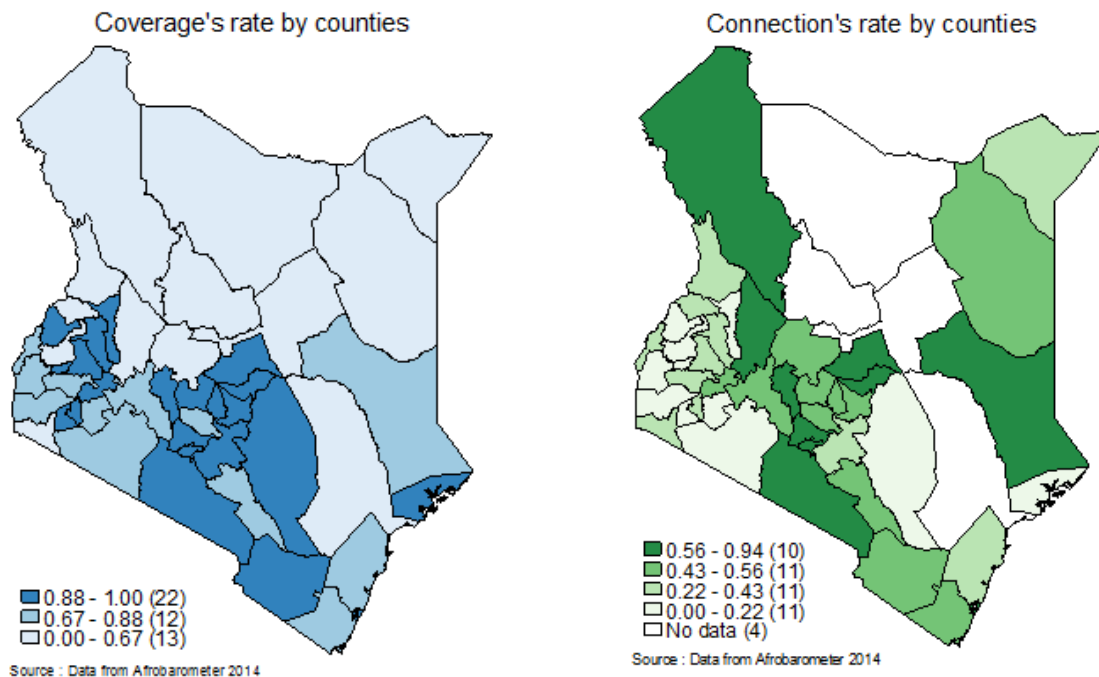 Coverage's rate by counties
Connection's rate by counties
0.88 - 1.00 (22)
0.67 - 0.88 (12)
0.00 - 0.67 (13)
Source : Data from Afrobarometer 2014
0.56 - 0.94 (10)
0.43 - 0.56 (11)
0.22 - 0.43 (11)
0.00 - 0.22 (11)
No data (4)
Source : Data from Afrobarometer 2014